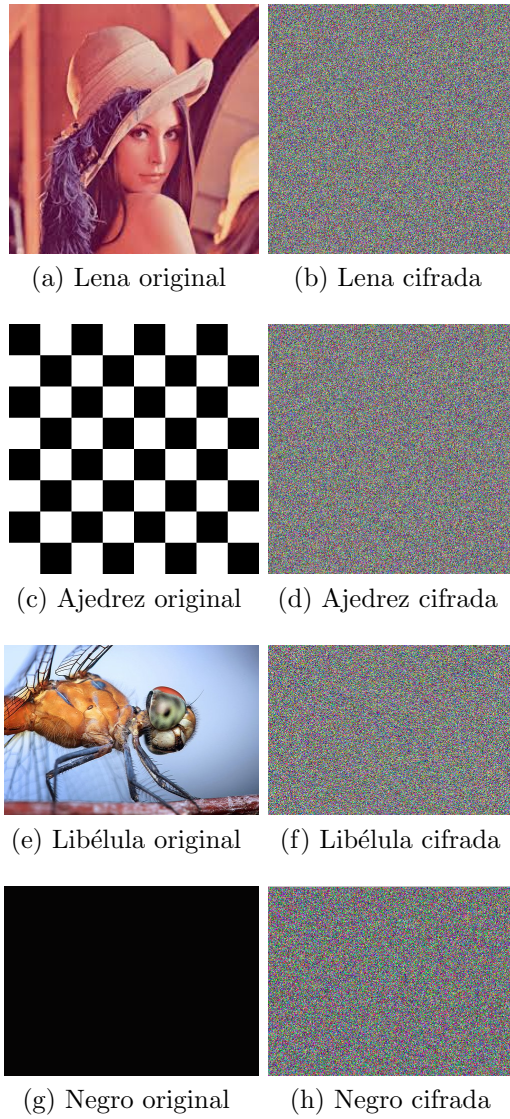 (a) Lena original
(b) Lena cifrada
(c) Ajedrez original
(d) Ajedrez cifrada
(e) Libélula original
(f) Libélula cifrada
(g) Negro original
(h) Negro cifrada